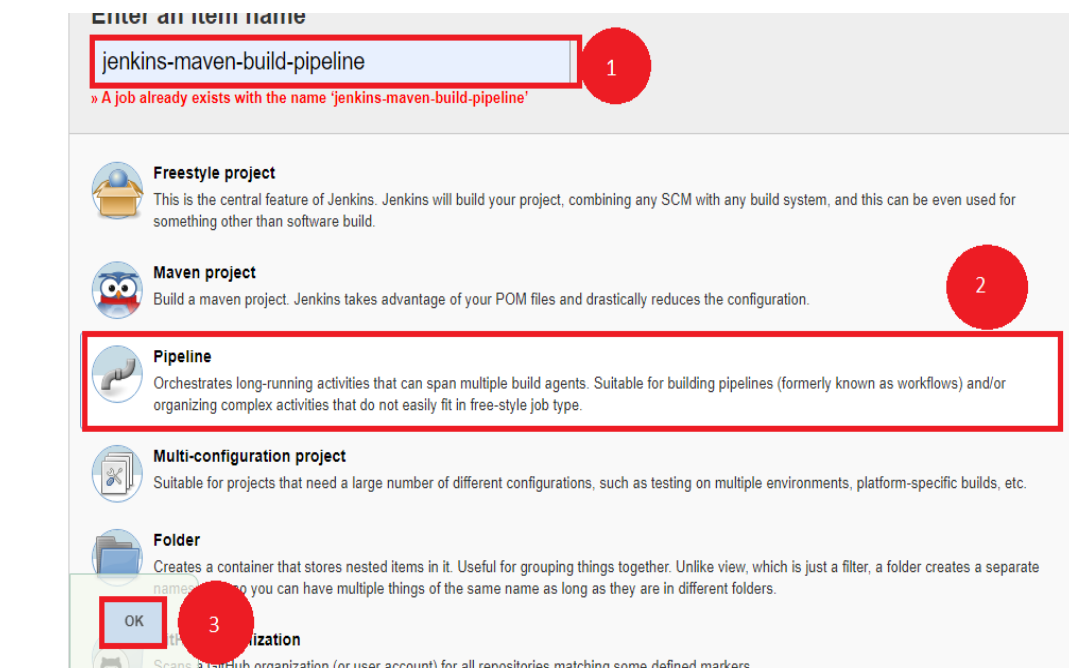 Enter an item name
jenkins-maven-build-pipeline
1
» A job already exists with the name ‘jenkins-maven-build-pipeline’
Freestyle project
This is the central feature of Jenkins. Jenkins will build your project, combining any SCM with any build system, and this can be even used for
something other than software build.
Maven project
Build a maven project. Jenkins takes advantage of your POM files and drastically reduces the configuration.
2
Pipeline
Orchestrates long-running activities that can span multiple build agents. Suitable for building pipelines (formerly known as workflows) and/or
organizing complex activities that do not easily fit in free-style job type.
Multi-configuration project
Suitable for projects that need a large number of different configurations, such as testing on multiple environments, platform-specific builds, etc.
Folder
Creates a container that stores nested items in it. Useful for grouping things together. Unlike view, which is just a filter, a folder creates a separate
you can have multiple things of the same name as long as they are in different folders.
OK
3
Scans a GitHub organization (or user account) for all repositories matching some defined markers.